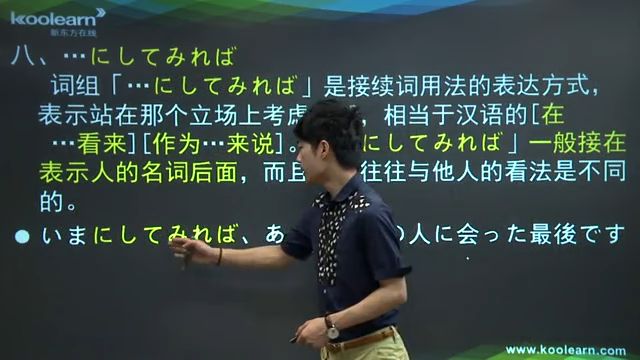 koolearn
新东方在线
八、…にしてみれば
词组「…にしてみれば」是接续词用法的表达方式，
表示站在那个立场上考虑 ，相当于汉语的[在
…看来][作为…来说]。 にしてみれば」一般接在
表示人的名词后面，而且 往往与他人的看法是不同
的。
● いまにしてみれば、あ の人に会った最後です
www.koolearn.com